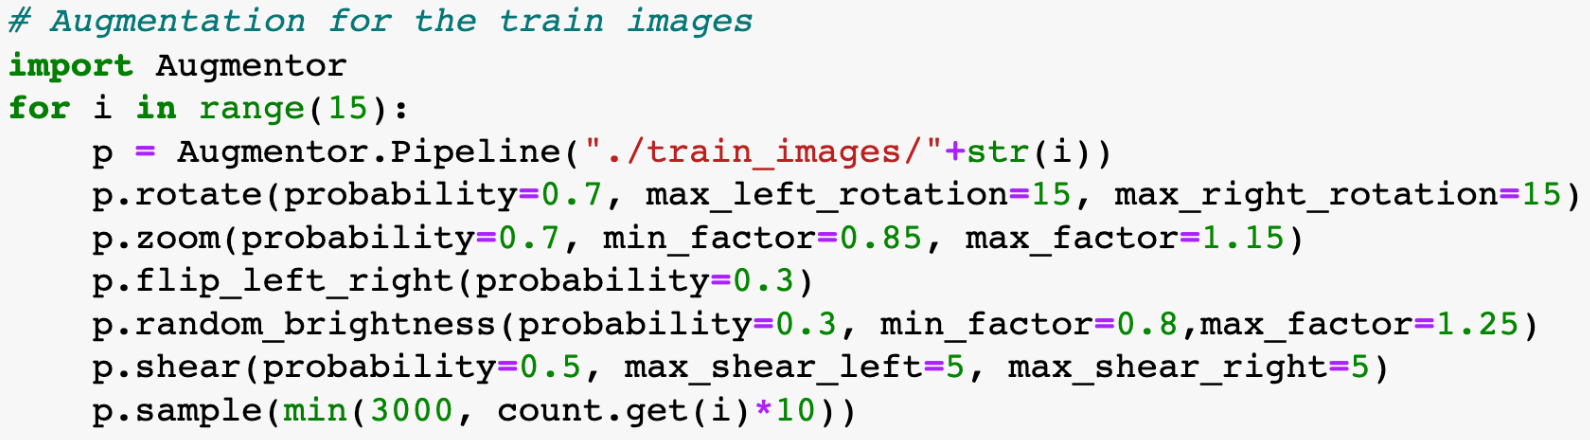 # Augmentation for the train images
import Augmentor
for i in range(15):
    p = Augmentor.Pipeline("./train_images/"+str(i))
    p.rotate(probability=0.7, max_left_rotation=15, max_right_rotation=15)
    p.zoom(probability=0.7, min_factor=0.85, max_factor=1.15)
    p.flip_left_right(probability=0.3)
    p.random_brightness(probability=0.3, min_factor=0.8,max_factor=1.25)
    p.shear(probability=0.5, max_shear_left=5, max_shear_right=5)
    p.sample(min(3000, count.get(i)*10))